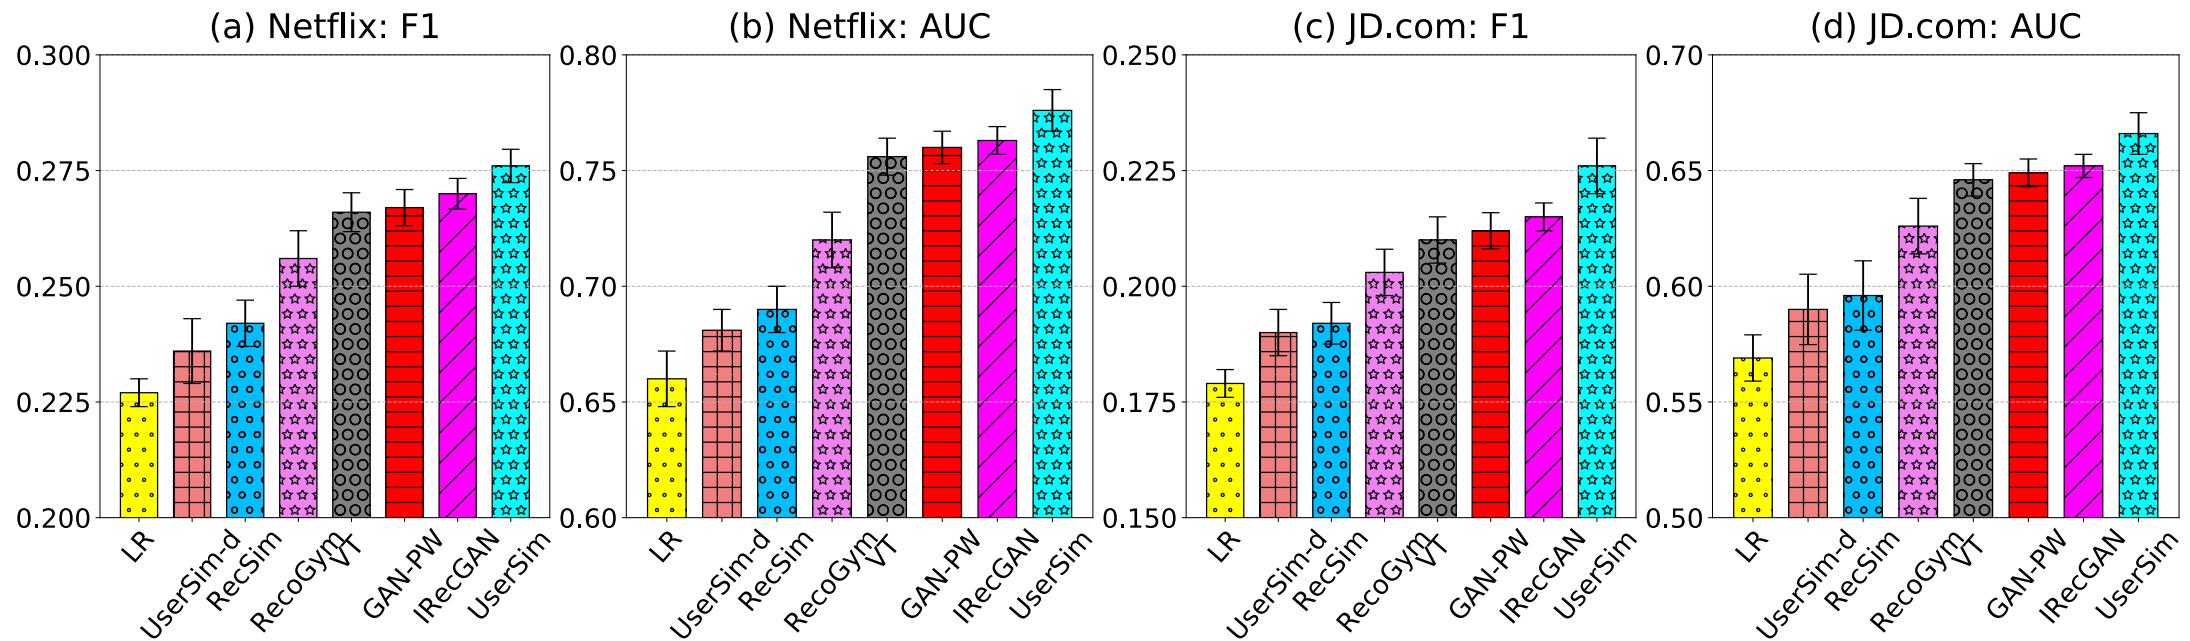 (a) Netflix: F1
0.300
0.275
0.250
0.225
0.200
LR
UserSim-d
RecSim
RecoGym
VT
GAN-PW
IRecGAN
UserSim
(b) Netflix: AUC
0.80
0.75
0.70
0.65
0.60
LR
UserSim-d
RecSim
RecoGym
VT
GAN-PW
IRecGAN
UserSim
(c) JD.com: F1
0.250
0.225
0.200
0.175
0.150
LR
UserSim-d
RecSim
RecoGym
VT
GAN-PW
IRecGAN
UserSim
(d) JD.com: AUC
0.70
0.65
0.60
0.55
0.50
LR
UserSim-d
RecSim
RecoGym
VT
GAN-PW
IRecGAN
UserSim